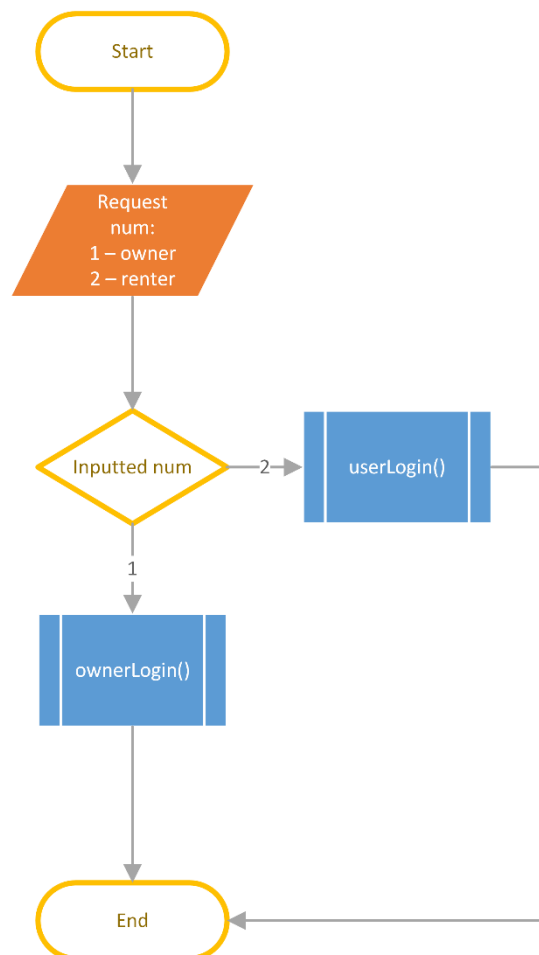 Start
Request
num:
1 – owner
2 – renter
Inputted num
2
userLogin()
1
ownerLogin()
End